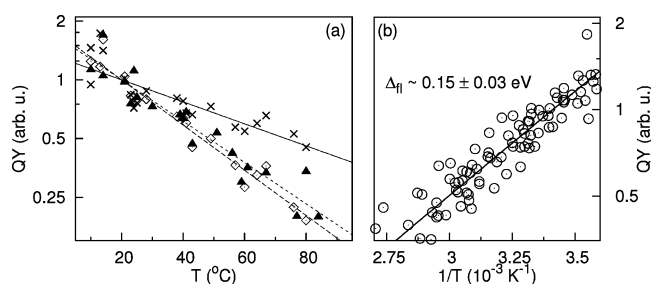 (a)
QY (arb. u.)
2
1
0.5
0.25
0 20 40 60 80
T (°C)
(b)
Δfl ~ 0.15 ± 0.03 eV
2
1
0.5
QY (arb. u.)
2.75 3 3.25 3.5
1/T (10⁻³ K⁻¹)